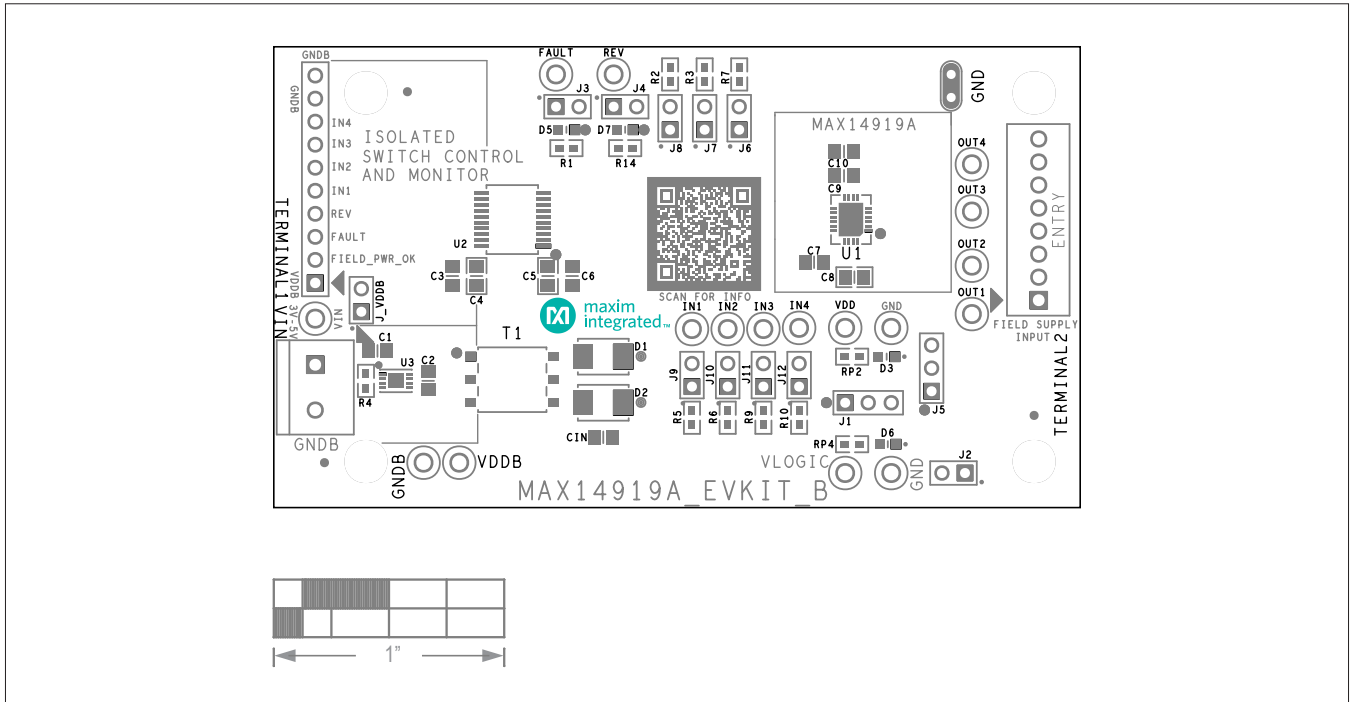 GNDB
FAULT
REV
R2
R3
R7
GND
J3
J4
GNDB
IN4
IN3
IN2
IN1
REV
FAULT
FIELD_PWR_OK
VDDB 3V-5V
TERMINAL1
VIN
VIN
ISOLATED
SWITCH CONTROL
AND MONITOR
D5
D7
R1
R14
J8
J7
J6
MAX14919A
C10
C9
U1
C7
C8
OUT4
OUT3
OUT2
OUT1
ENTRY
FIELD SUPPLY
INPUT
TERMINAL2
U2
C3
C4
C5
C6
SCAN FOR INFO
maxim
integrated™
J_VDDB
C1
U3
C2
R4
T1
D1
D2
CIN
IN1
IN2
IN3
IN4
VDD
GND
J9
J10
J11
J12
R5
R6
R9
R10
RP2
D3
J5
J1
RP4
D6
J2
VLOGIC
GND
GNDB
GNDB
VDDB
MAX14919A_EVKIT_B
1"